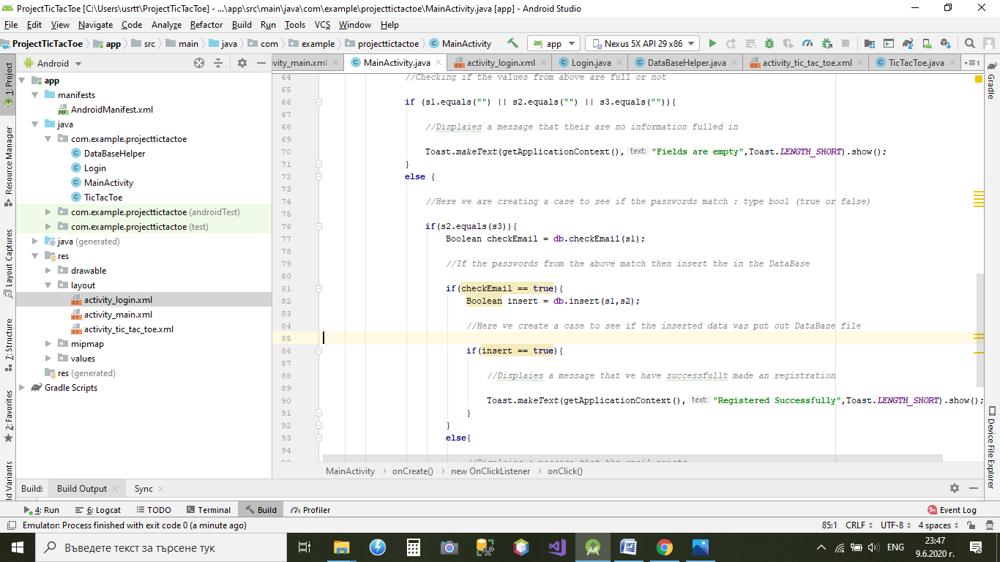 ProjectTicTacToe [C:\Users\usrtt\ProjectTicTacToe] - ...\app\src\main\java\com\example\projecttictactoe\MainActivity.java [app] - Android Studio
File Edit View Navigate Code Analyze Refactor Build Run Tools VCS Window Help
ProjectTicTacToe app src main java com example projecttictactoe MainActivity app Nexus 5X API 29 x86
Android
vity_main.xml MainActivity.java activity_login.xml Login.java DataBaseHelper.java activity_tic_tac_toe.xml TicTacToe.java
1: Project
Resource Manager
Layout Captures
7: Structure
2: Favorites
ld Variants
app
manifests
AndroidManifest.xml
java
com.example.projecttictactoe
DataBaseHelper
Login
MainActivity
TicTacToe
com.example.projecttictactoe (androidTest)
com.example.projecttictactoe (test)
java (generated)
res
drawable
layout
activity_login.xml
activity_main.xml
activity_tic_tac_toe.xml
mipmap
values
res (generated)
Gradle Scripts
64 //Checking if the values from above are full or not
65
66 if (s1.equals("") || s2.equals("") || s3.equals("")){
67
68 //Displaies a message that their are no information fulled in
69
70 Toast.makeText(getApplicationContext(), text: "Fields are empty",Toast.LENGTH_SHORT).show();
71 }
72 else {
73
74 //Here we are creating a case to see if the passwords match : type bool (true or false)
75
76 if(s2.equals(s3)){
77 Boolean checkEmail = db.checkEmail(s1);
78
79 //If the passwords from the above match then insert the in the DataBase
80
81 if(checkEmail == true){
82 Boolean insert = db.insert(s1,s2);
83
84 //Here we create a case to see if the inserted data was put out DataBase file
85
86 if(insert == true){
87
88 //Displaies a message that we have successfullt made an registration
89
90 Toast.makeText(getApplicationContext(), text: "Registered Successfully",Toast.LENGTH_SHORT).show();
91 }
92 }
93 else{
94
95 //Displaies a message that the email exists
MainActivity onCreate() new OnClickListener onClick()
Gradle
Device File Explorer
Build: Build Output Sync
4: Run 6: Logcat TODO Terminal Build Profiler 9+ Event Log
Emulator: Process finished with exit code 0 (a minute ago) 85:1 CRLF UTF-8 4 spaces
Въведете текст за търсене тук
ENG 23:47
9.6.2020 г.